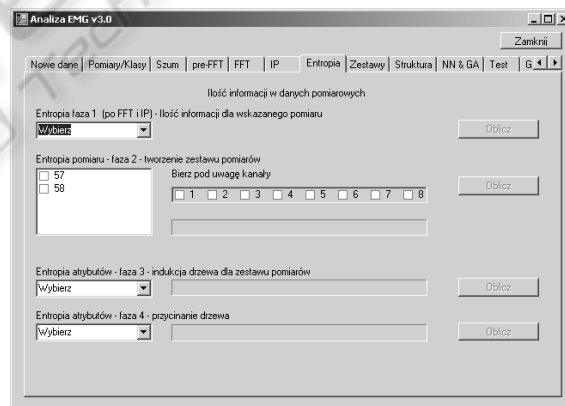 Analiza EMG v3.0
Zamknij
Nowe dane Pomiary/Klasy Szum pre-FFT FFT IP Entropia Zestawy Struktura NN & GA Test G
Ilość informacji w danych pomiarowych
Entropia faza 1 (po FFT i IP) - Ilość informacji dla wskazanego pomiaru
Wybierz Oblicz
Entropia pomiaru - faza 2 - tworzenie zestawu pomiarów
57 Bierz pod uwagę kanały
58 1 2 3 4 5 6 7 8 Oblicz
Entropia atrybutów - faza 3 - indukcja drzewa dla zestawu pomiarów
Wybierz Oblicz
Entropia atrybutów - faza 4 - przycinanie drzewa
Wybierz Oblicz